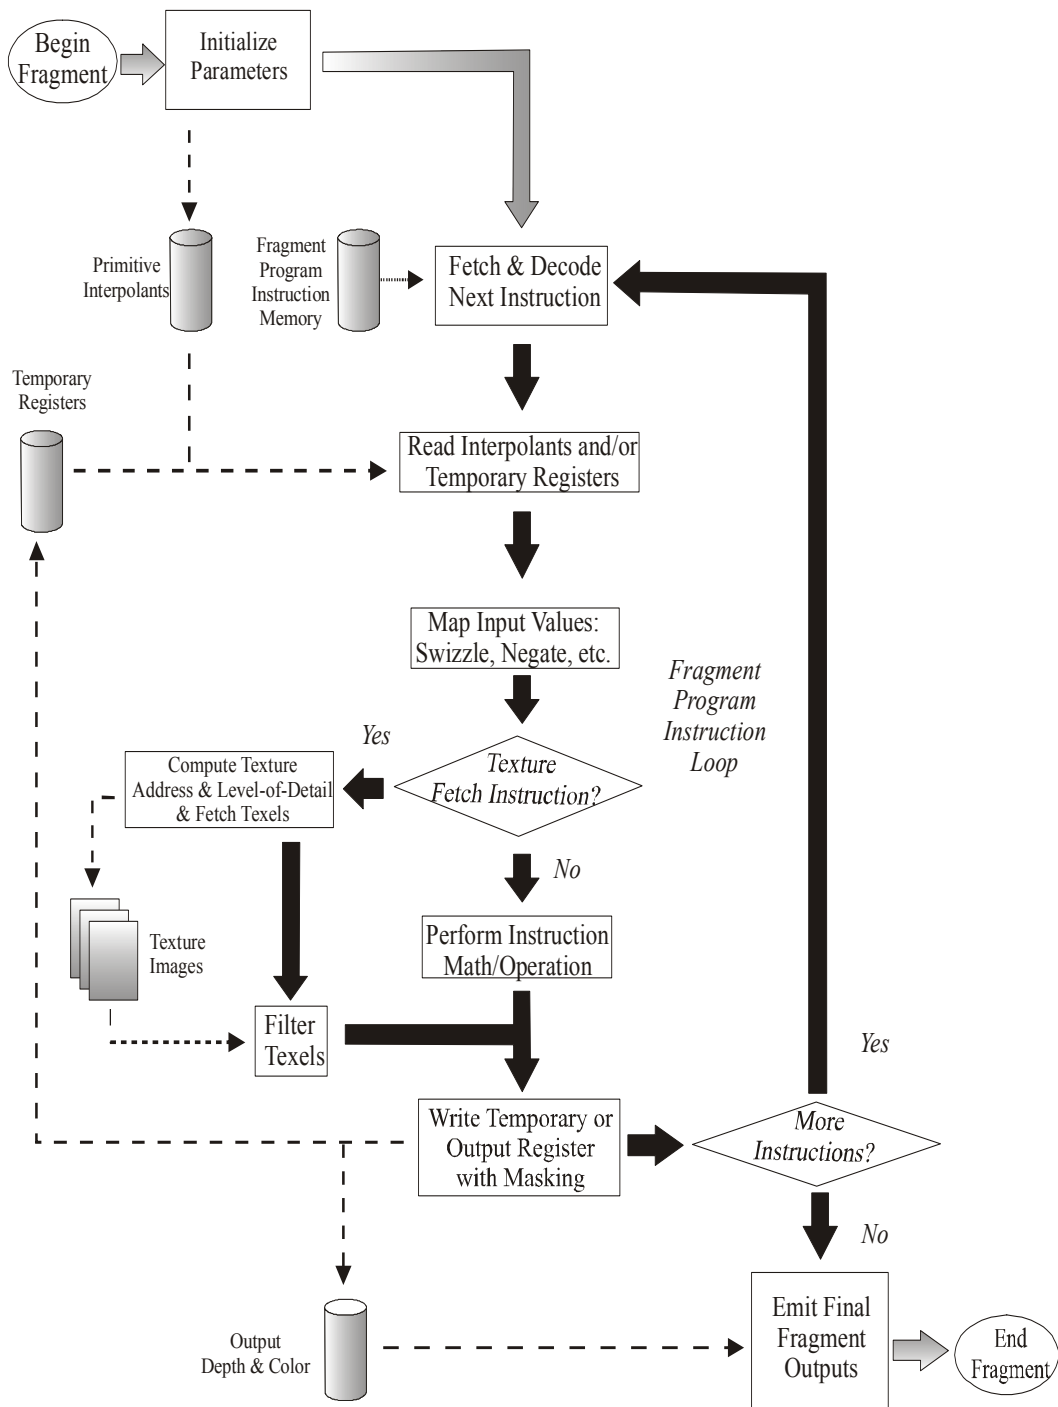 Begin
Fragment
Initialize
Parameters
Primitive
Interpolants
Fragment
Program
Instruction
Memory
Fetch & Decode
Next Instruction
Temporary
Registers
Read Interpolants and/or
Temporary Registers
Map Input Values:
Swizzle, Negate, etc.
Fragment
Program
Instruction
Loop
Yes
Texture
Fetch Instruction?
Compute Texture
Address & Level-of-Detail
& Fetch Texels
No
Perform Instruction
Math/Operation
Texture
Images
Filter
Texels
Yes
Write Temporary or
Output Register
with Masking
More
Instructions?
No
Emit Final
Fragment
Outputs
Output
Depth & Color
End
Fragment